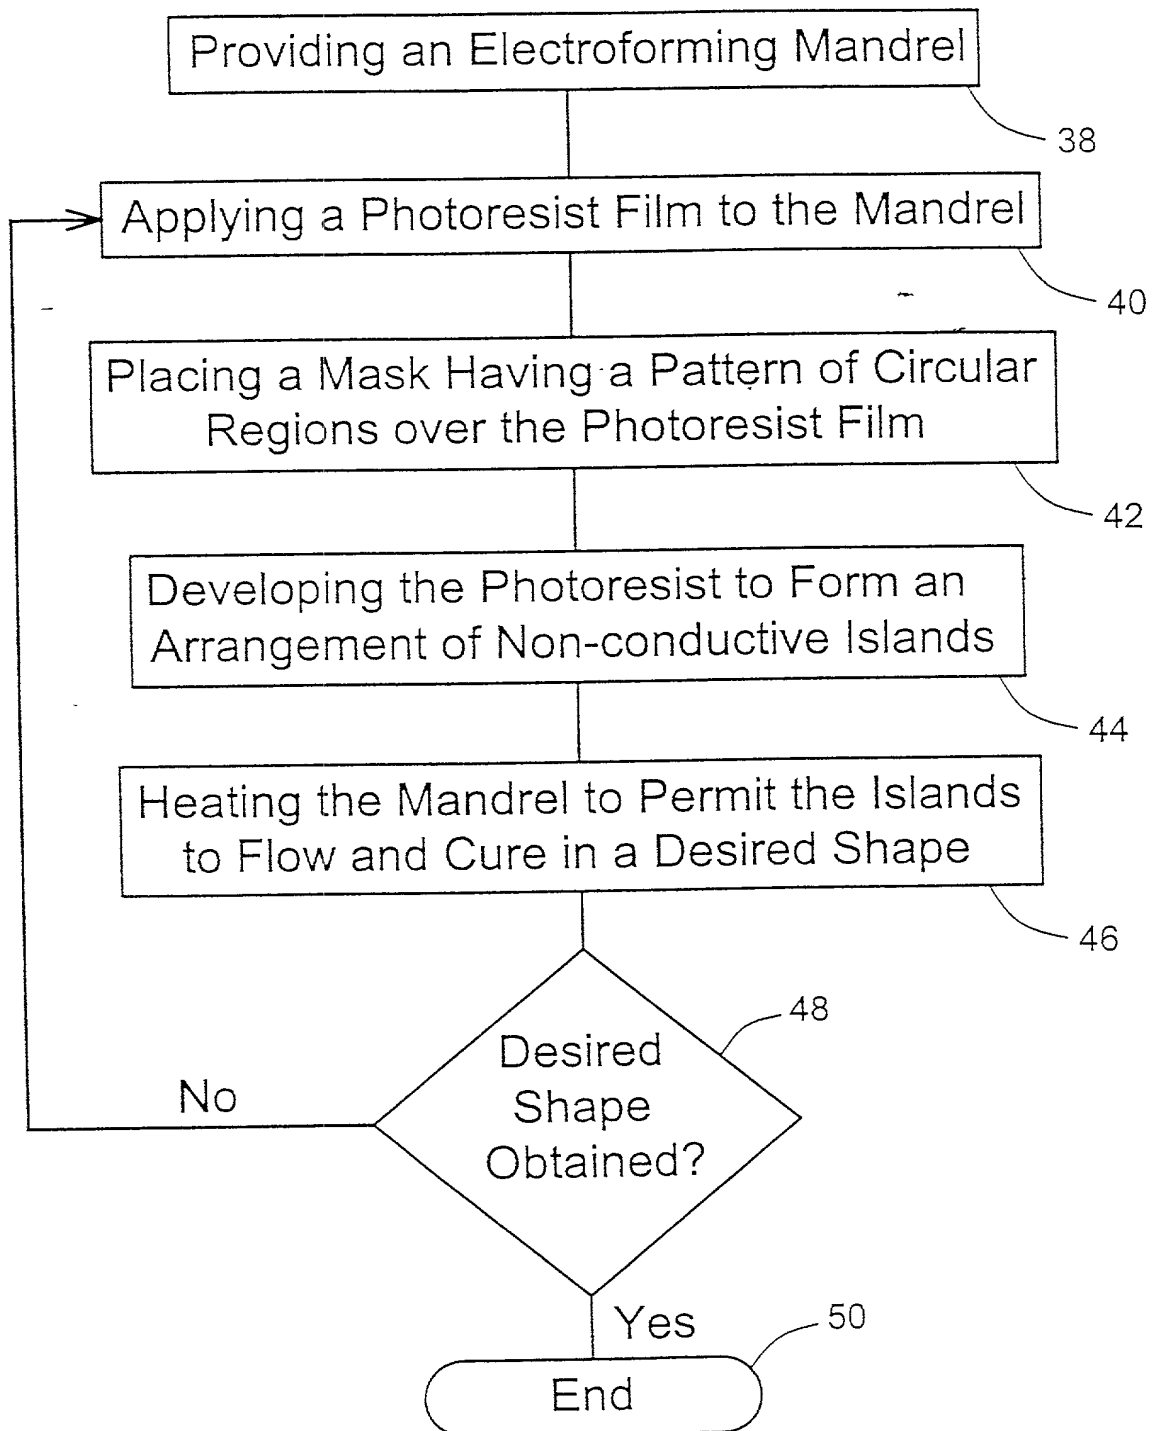 Providing an Electroforming Mandrel
38
Applying a Photoresist Film to the Mandrel
40
Placing a Mask Having a Pattern of Circular
Regions over the Photoresist Film
42
Developing the Photoresist to Form an
Arrangement of Non-conductive Islands
44
Heating the Mandrel to Permit the Islands
to Flow and Cure in a Desired Shape
46
48
Desired
Shape
Obtained?
No
Yes
50
End